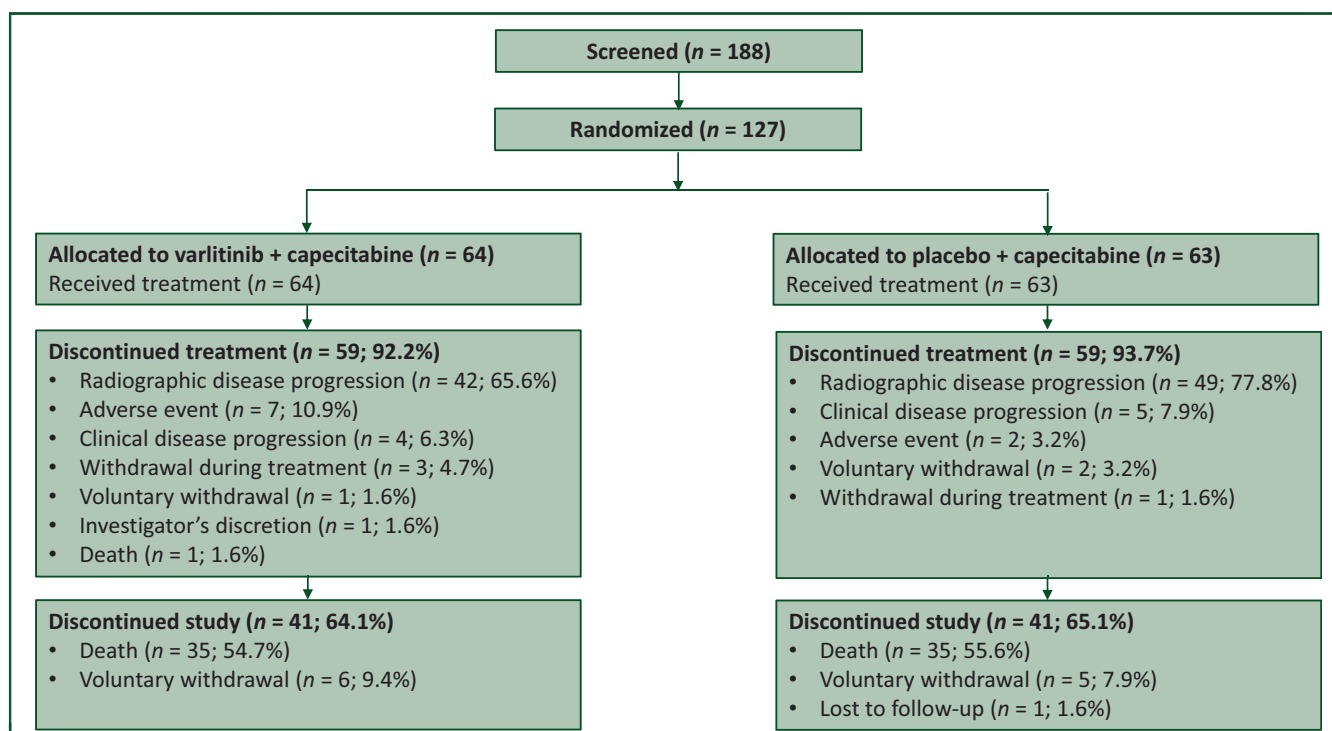 Screened (n = 188)
Randomized (n = 127)
Allocated to varlitinib + capecitabine (n = 64)
Received treatment (n = 64)
Discontinued treatment (n = 59; 92.2%)
• Radiographic disease progression (n = 42; 65.6%)
• Adverse event (n = 7; 10.9%)
• Clinical disease progression (n = 4; 6.3%)
• Withdrawal during treatment (n = 3; 4.7%)
• Voluntary withdrawal (n = 1; 1.6%)
• Investigator’s discretion (n = 1; 1.6%)
• Death (n = 1; 1.6%)
Discontinued study (n = 41; 64.1%)
• Death (n = 35; 54.7%)
• Voluntary withdrawal (n = 6; 9.4%)
Allocated to placebo + capecitabine (n = 63)
Received treatment (n = 63)
Discontinued treatment (n = 59; 93.7%)
• Radiographic disease progression (n = 49; 77.8%)
• Clinical disease progression (n = 5; 7.9%)
• Adverse event (n = 2; 3.2%)
• Voluntary withdrawal (n = 2; 3.2%)
• Withdrawal during treatment (n = 1; 1.6%)
Discontinued study (n = 41; 65.1%)
• Death (n = 35; 55.6%)
• Voluntary withdrawal (n = 5; 7.9%)
• Lost to follow-up (n = 1; 1.6%)